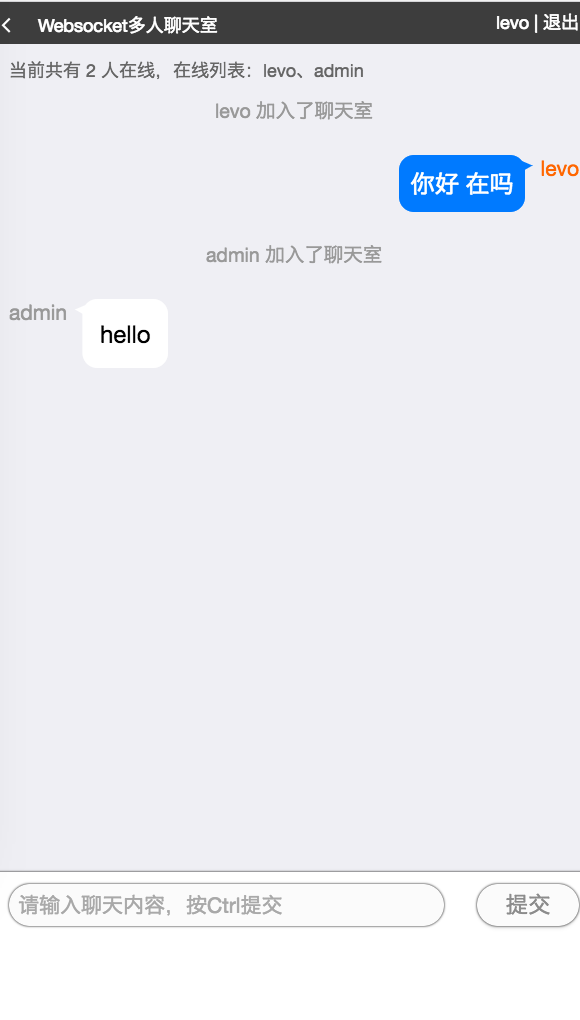 Websocket多人聊天室 levo | 退出
当前共有 2 人在线，在线列表：levo、admin
levo 加入了聊天室
你好 在吗 levo
admin 加入了聊天室
admin hello
请输入聊天内容，按Ctrl提交 提交